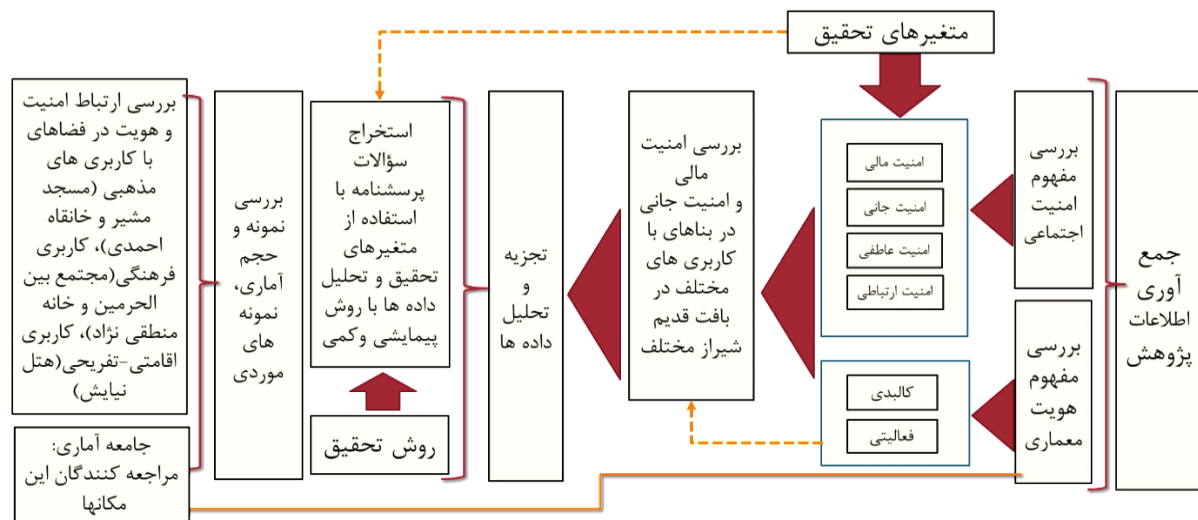 متغیرهای تحقیق
جمع
آوری
اطلاعات
پژوهش
بررسی
مفهوم
امنیت
اجتماعی
بررسی
مفهوم
هویت
معماری
امنیت مالی
امنیت جانی
امنیت عاطفی
امنیت ارتباطی
کالبدی
فعالیتی
بررسی امنیت
مالی
و امنیت جانی
در بناهای با
کاربری های
مختلف در
بافت قدیم
شیراز مختلف
تجزیه
و
تحلیل
داده ها
استخراج
سؤالات
پرسشنامه با
استفاده از
متغیرهای
تحقیق و تحلیل
داده ها با روش
پیمایشی وکمی
روش تحقیق
بررسی
نمونه و
حجم
آماری،
نمونه
های
موردی
بررسی ارتباط امنیت
و هویت در فضاهای
با کاربری های
مذهبی (مسجد
مشیر و خانقاه
احمدی)، کاربری
فرهنگی(مجتمع بین
الحرمین و خانه
منطقی نژاد)، کاربری
اقامتی-تفریحی(هتل
نیایش)
جامعه آماری:
مراجعه کنندگان این
مکانها